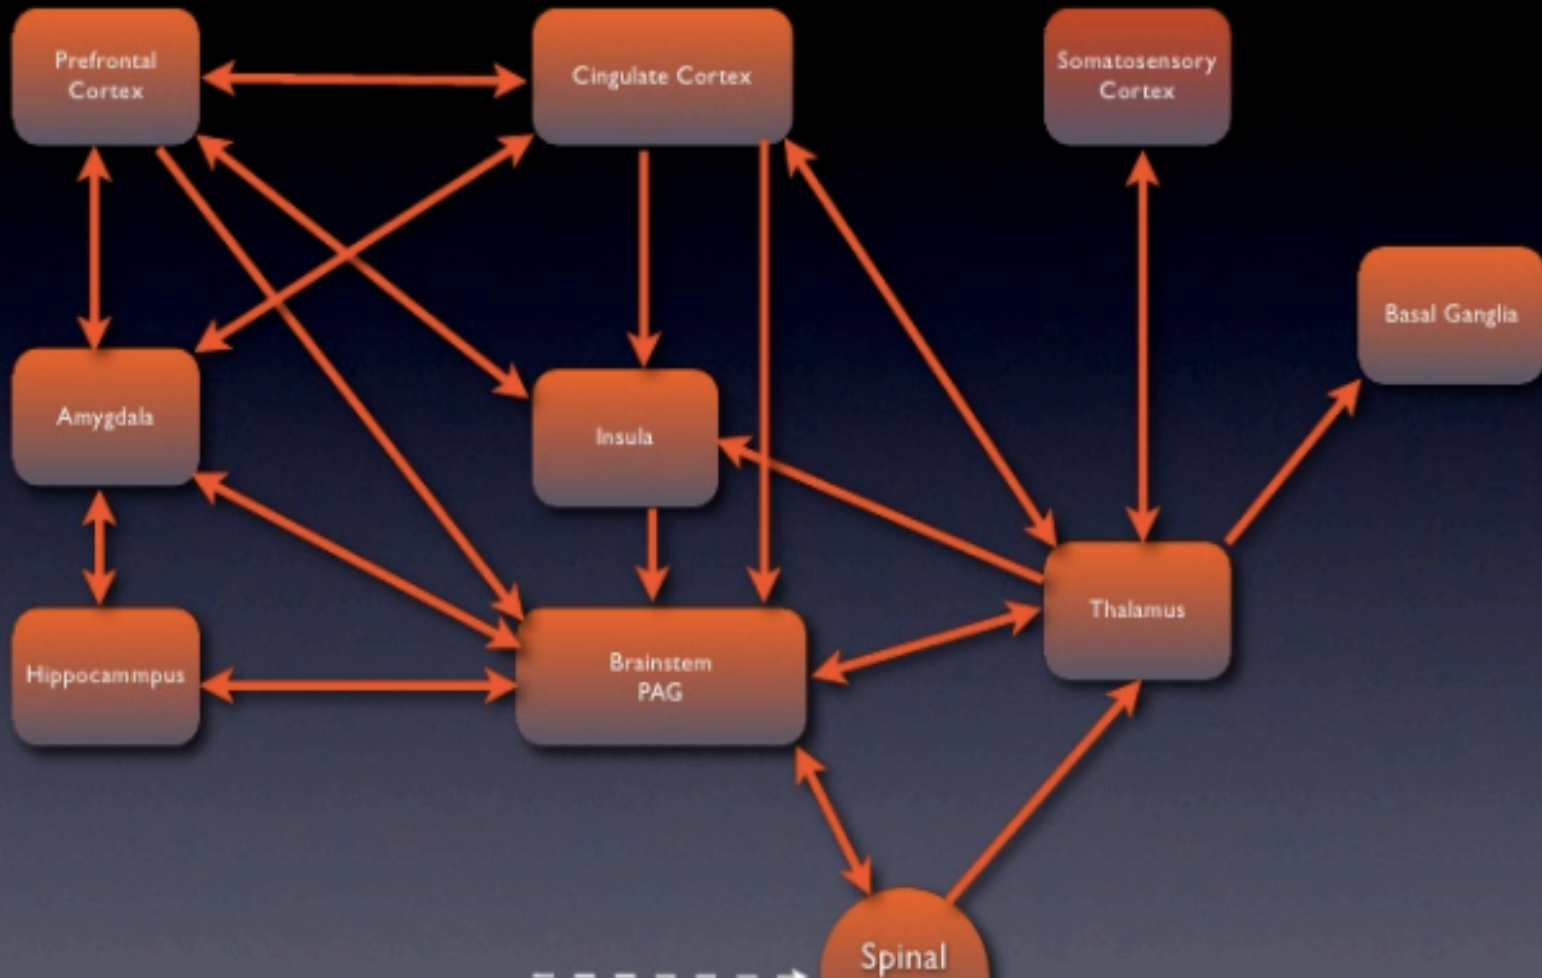 Prefrontal
Cortex
Cingulate Cortex
Somatosensory
Cortex
Basal Ganglia
Amygdala
Insula
Thalamus
Hippocammpus
Brainstem
PAG
Spinal